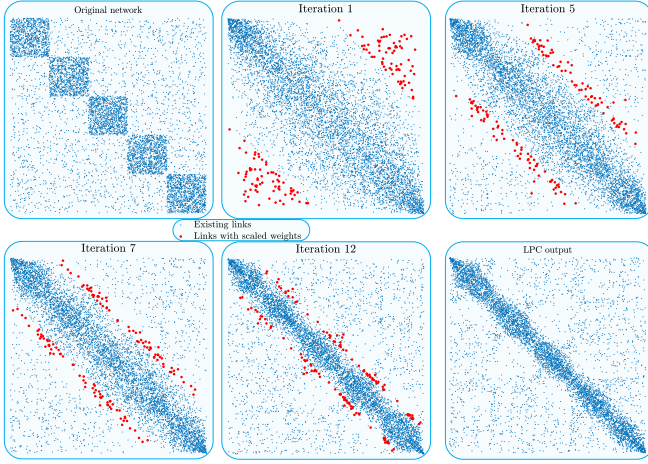 Original network
Iteration 1
Iteration 5
Existing links
Links with scaled weights
Iteration 7
Iteration 12
LPC output